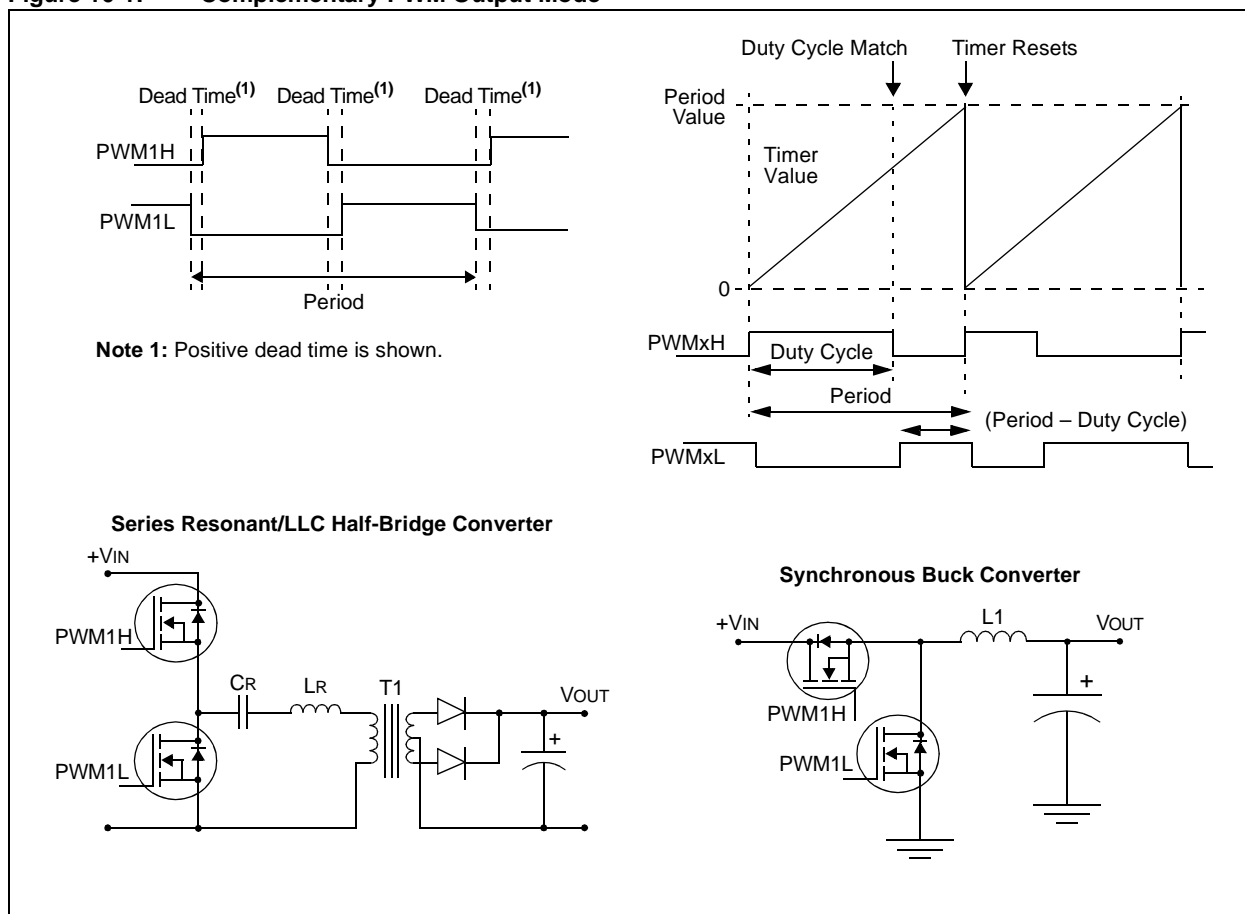 Dead Time(1) Dead Time(1) Dead Time(1)
PWM1H
PWM1L
Period
Note 1: Positive dead time is shown.
Duty Cycle Match Timer Resets
Period
Value
Timer
Value
0
PWMxH
Duty Cycle
Period
(Period – Duty Cycle)
PWMxL
Series Resonant/LLC Half-Bridge Converter
+VIN
PWM1H
CR
LR
T1
VOUT
+
PWM1L
Synchronous Buck Converter
+VIN
L1
VOUT
+
PWM1H
PWM1L